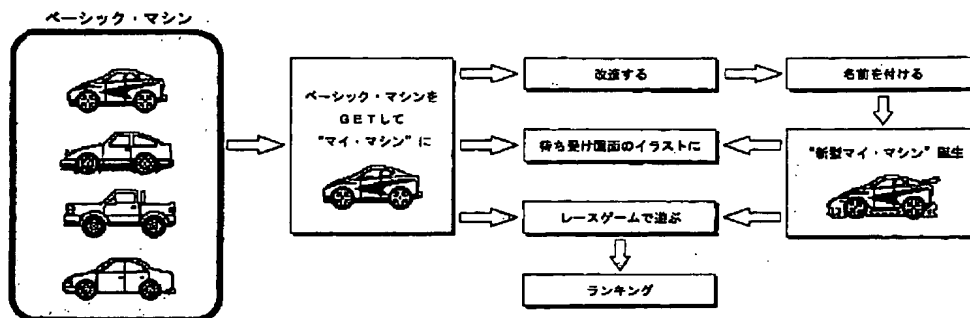 ベーシック・マシン
ベーシック・マシンを
GETして
"マイ・マシン"に
改造する
名前を付ける
待ち受け画面のイラストに
"新型マイ・マシン"誕生
レースゲームで遊ぶ
ランキング